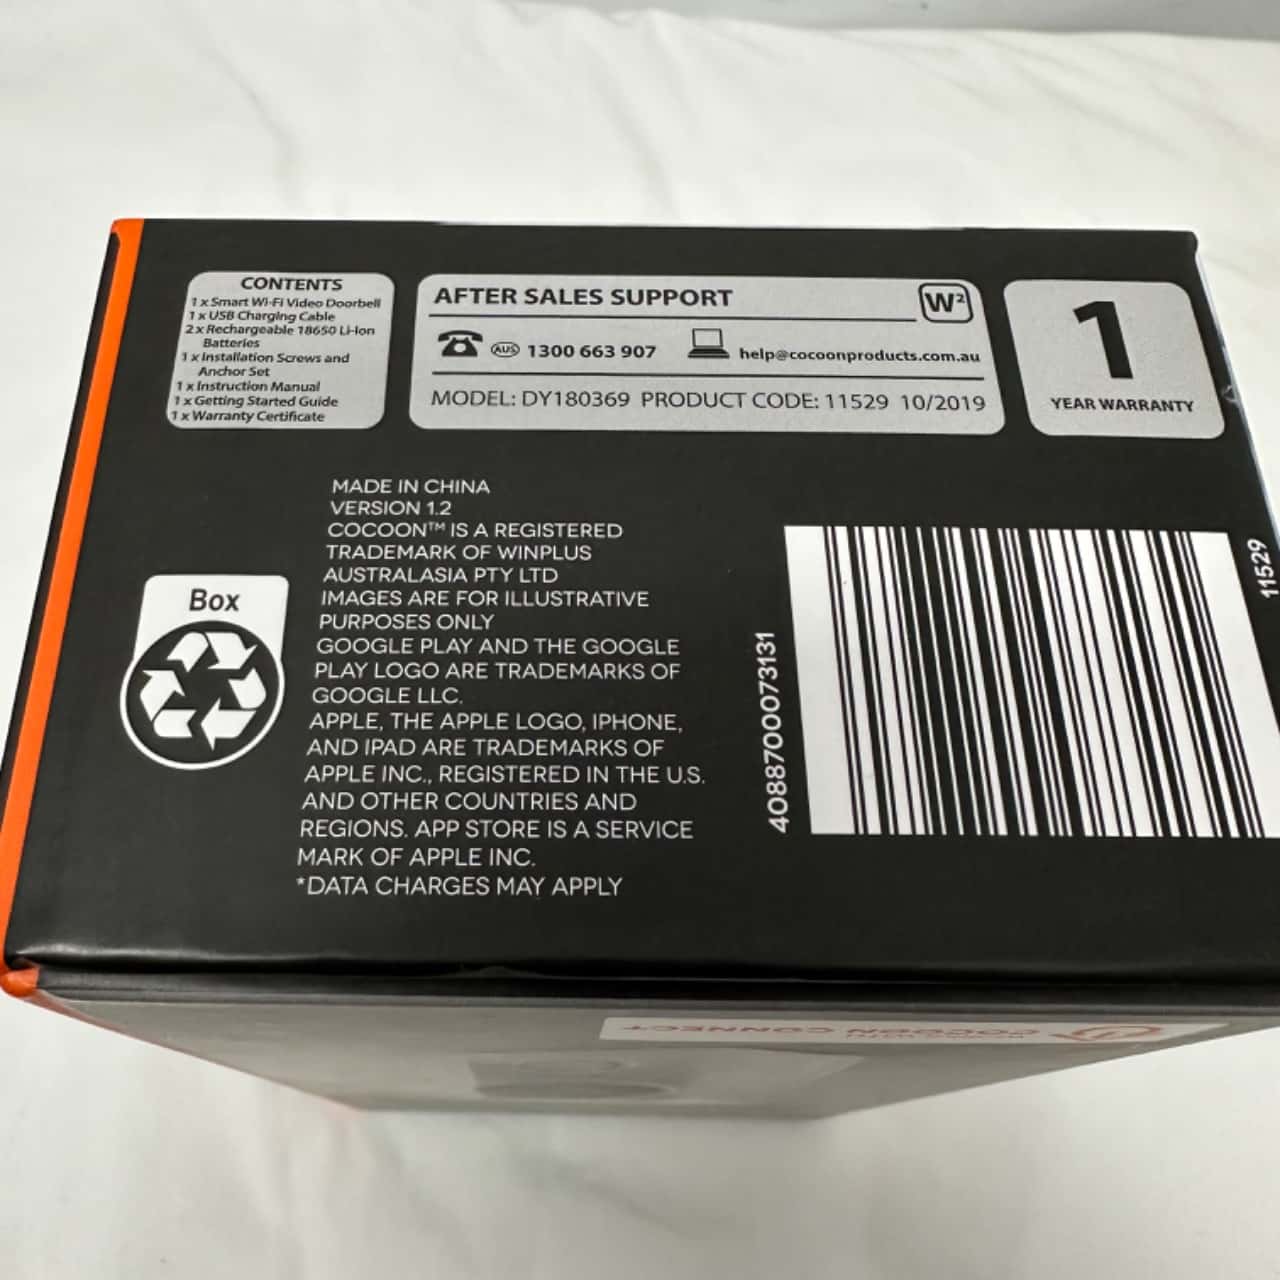 CONTENTS
1 x Smart Wi-Fi Video Doorbell
1 x USB Charging Cable
2 x Rechargeable 18650 Li-Ion
Batteries
1 x Installation Screws and
Anchor Set
1 x Instruction Manual
1 x Getting Started Guide
1 x Warranty Certificate
AFTER SALES SUPPORT
W²
AUS 1300 663 907
help@cocoonproducts.com.au
MODEL: DY180369 PRODUCT CODE: 11529 10/2019
1
YEAR WARRANTY
MADE IN CHINA
VERSION 1.2
COCOON™ IS A REGISTERED
TRADEMARK OF WINPLUS
AUSTRALASIA PTY LTD
IMAGES ARE FOR ILLUSTRATIVE
PURPOSES ONLY
GOOGLE PLAY AND THE GOOGLE
PLAY LOGO ARE TRADEMARKS OF
GOOGLE LLC.
APPLE, THE APPLE LOGO, IPHONE,
AND IPAD ARE TRADEMARKS OF
APPLE INC., REGISTERED IN THE U.S.
AND OTHER COUNTRIES AND
REGIONS. APP STORE IS A SERVICE
MARK OF APPLE INC.
*DATA CHARGES MAY APPLY
Box
4088700073131
11529
COCOON CONNECT